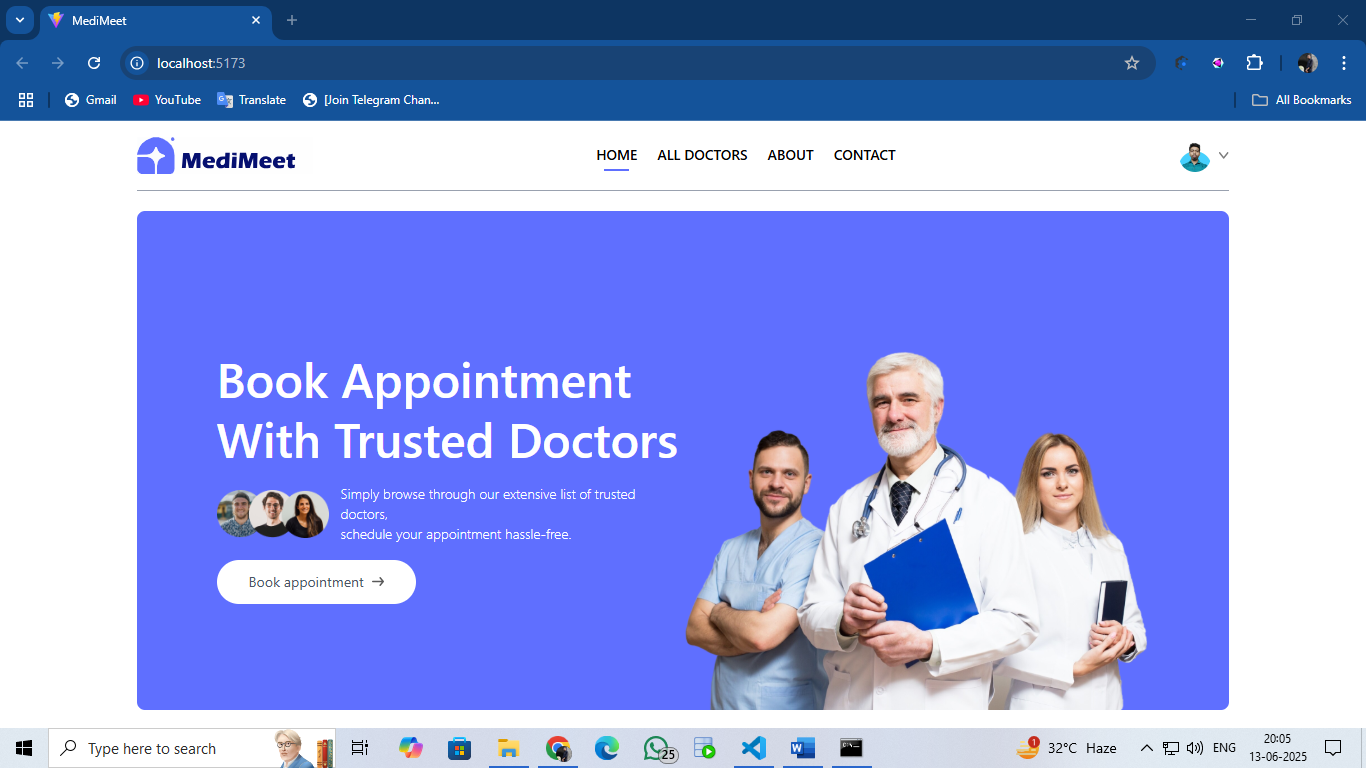 MediMeet
localhost:5173
Gmail
YouTube
Translate
[Join Telegram Chan...
All Bookmarks
MediMeet
HOME
ALL DOCTORS
ABOUT
CONTACT
Book Appointment
With Trusted Doctors
Simply browse through our extensive list of trusted
doctors,
schedule your appointment hassle-free.
Book appointment →
Type here to search
25
1
32°C Haze
ENG
20:05
13-06-2025